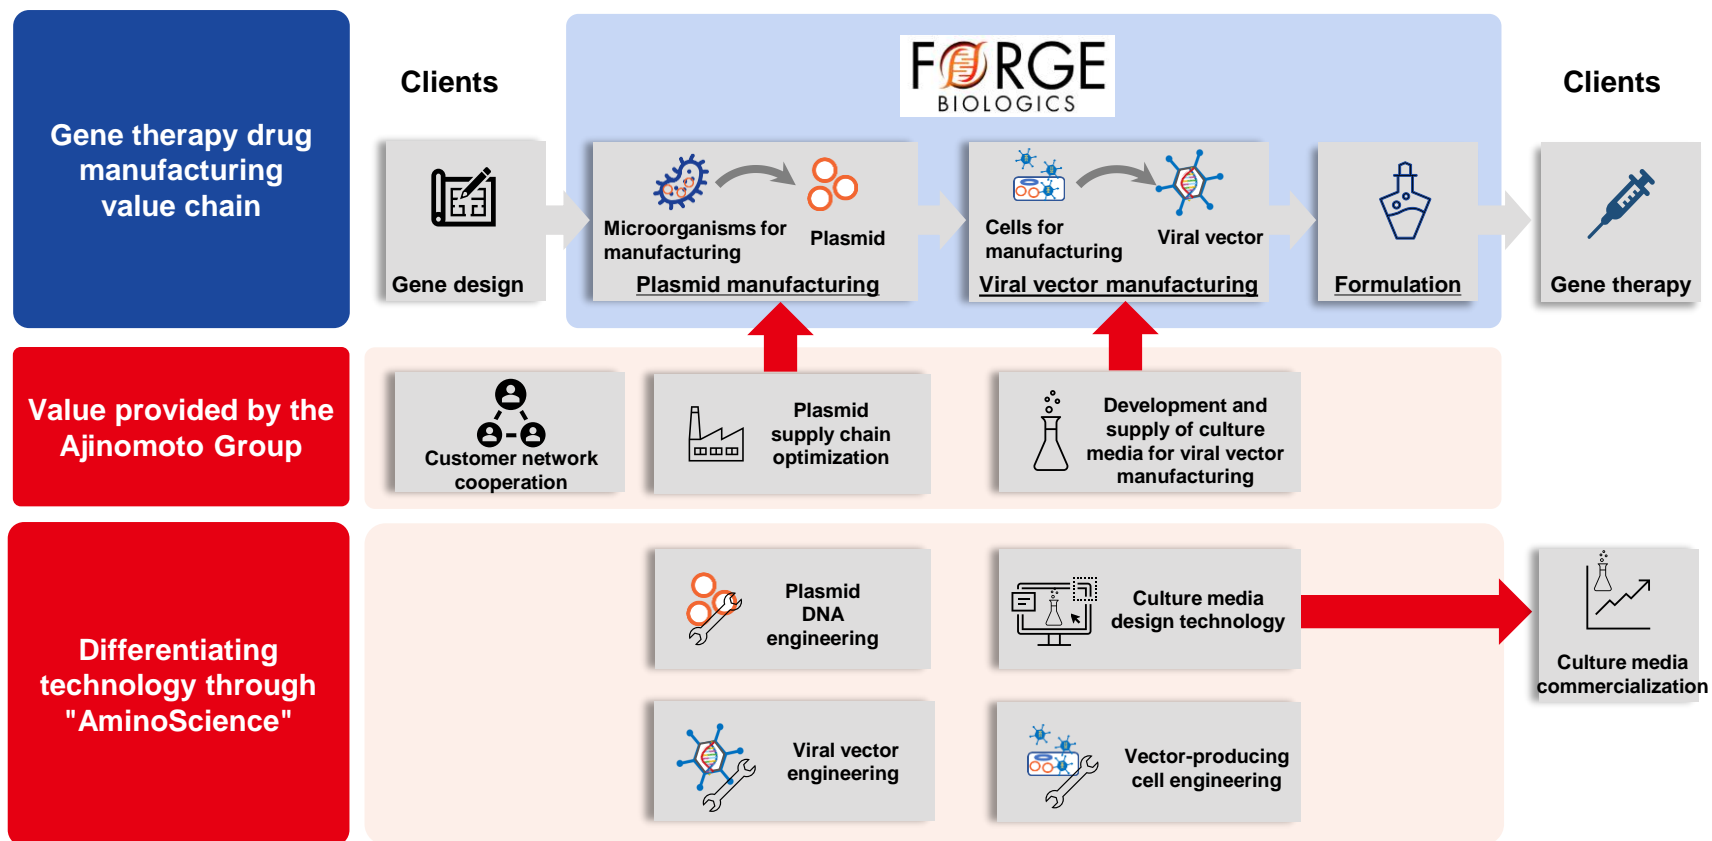 Gene therapy drug
manufacturing
value chain
Clients
FORGE
BIOLOGICS
Clients
Gene design
Microorganisms for
manufacturing
Plasmid
Plasmid manufacturing
Cells for
manufacturing
Viral vector
Viral vector manufacturing
Formulation
Gene therapy
Value provided by the
Ajinomoto Group
Customer network
cooperation
Plasmid
supply chain
optimization
Development and
supply of culture
media for viral vector
manufacturing
Differentiating
technology through
"AminoScience"
Plasmid
DNA
engineering
Culture media
design technology
Culture media
commercialization
Viral vector
engineering
Vector-producing
cell engineering